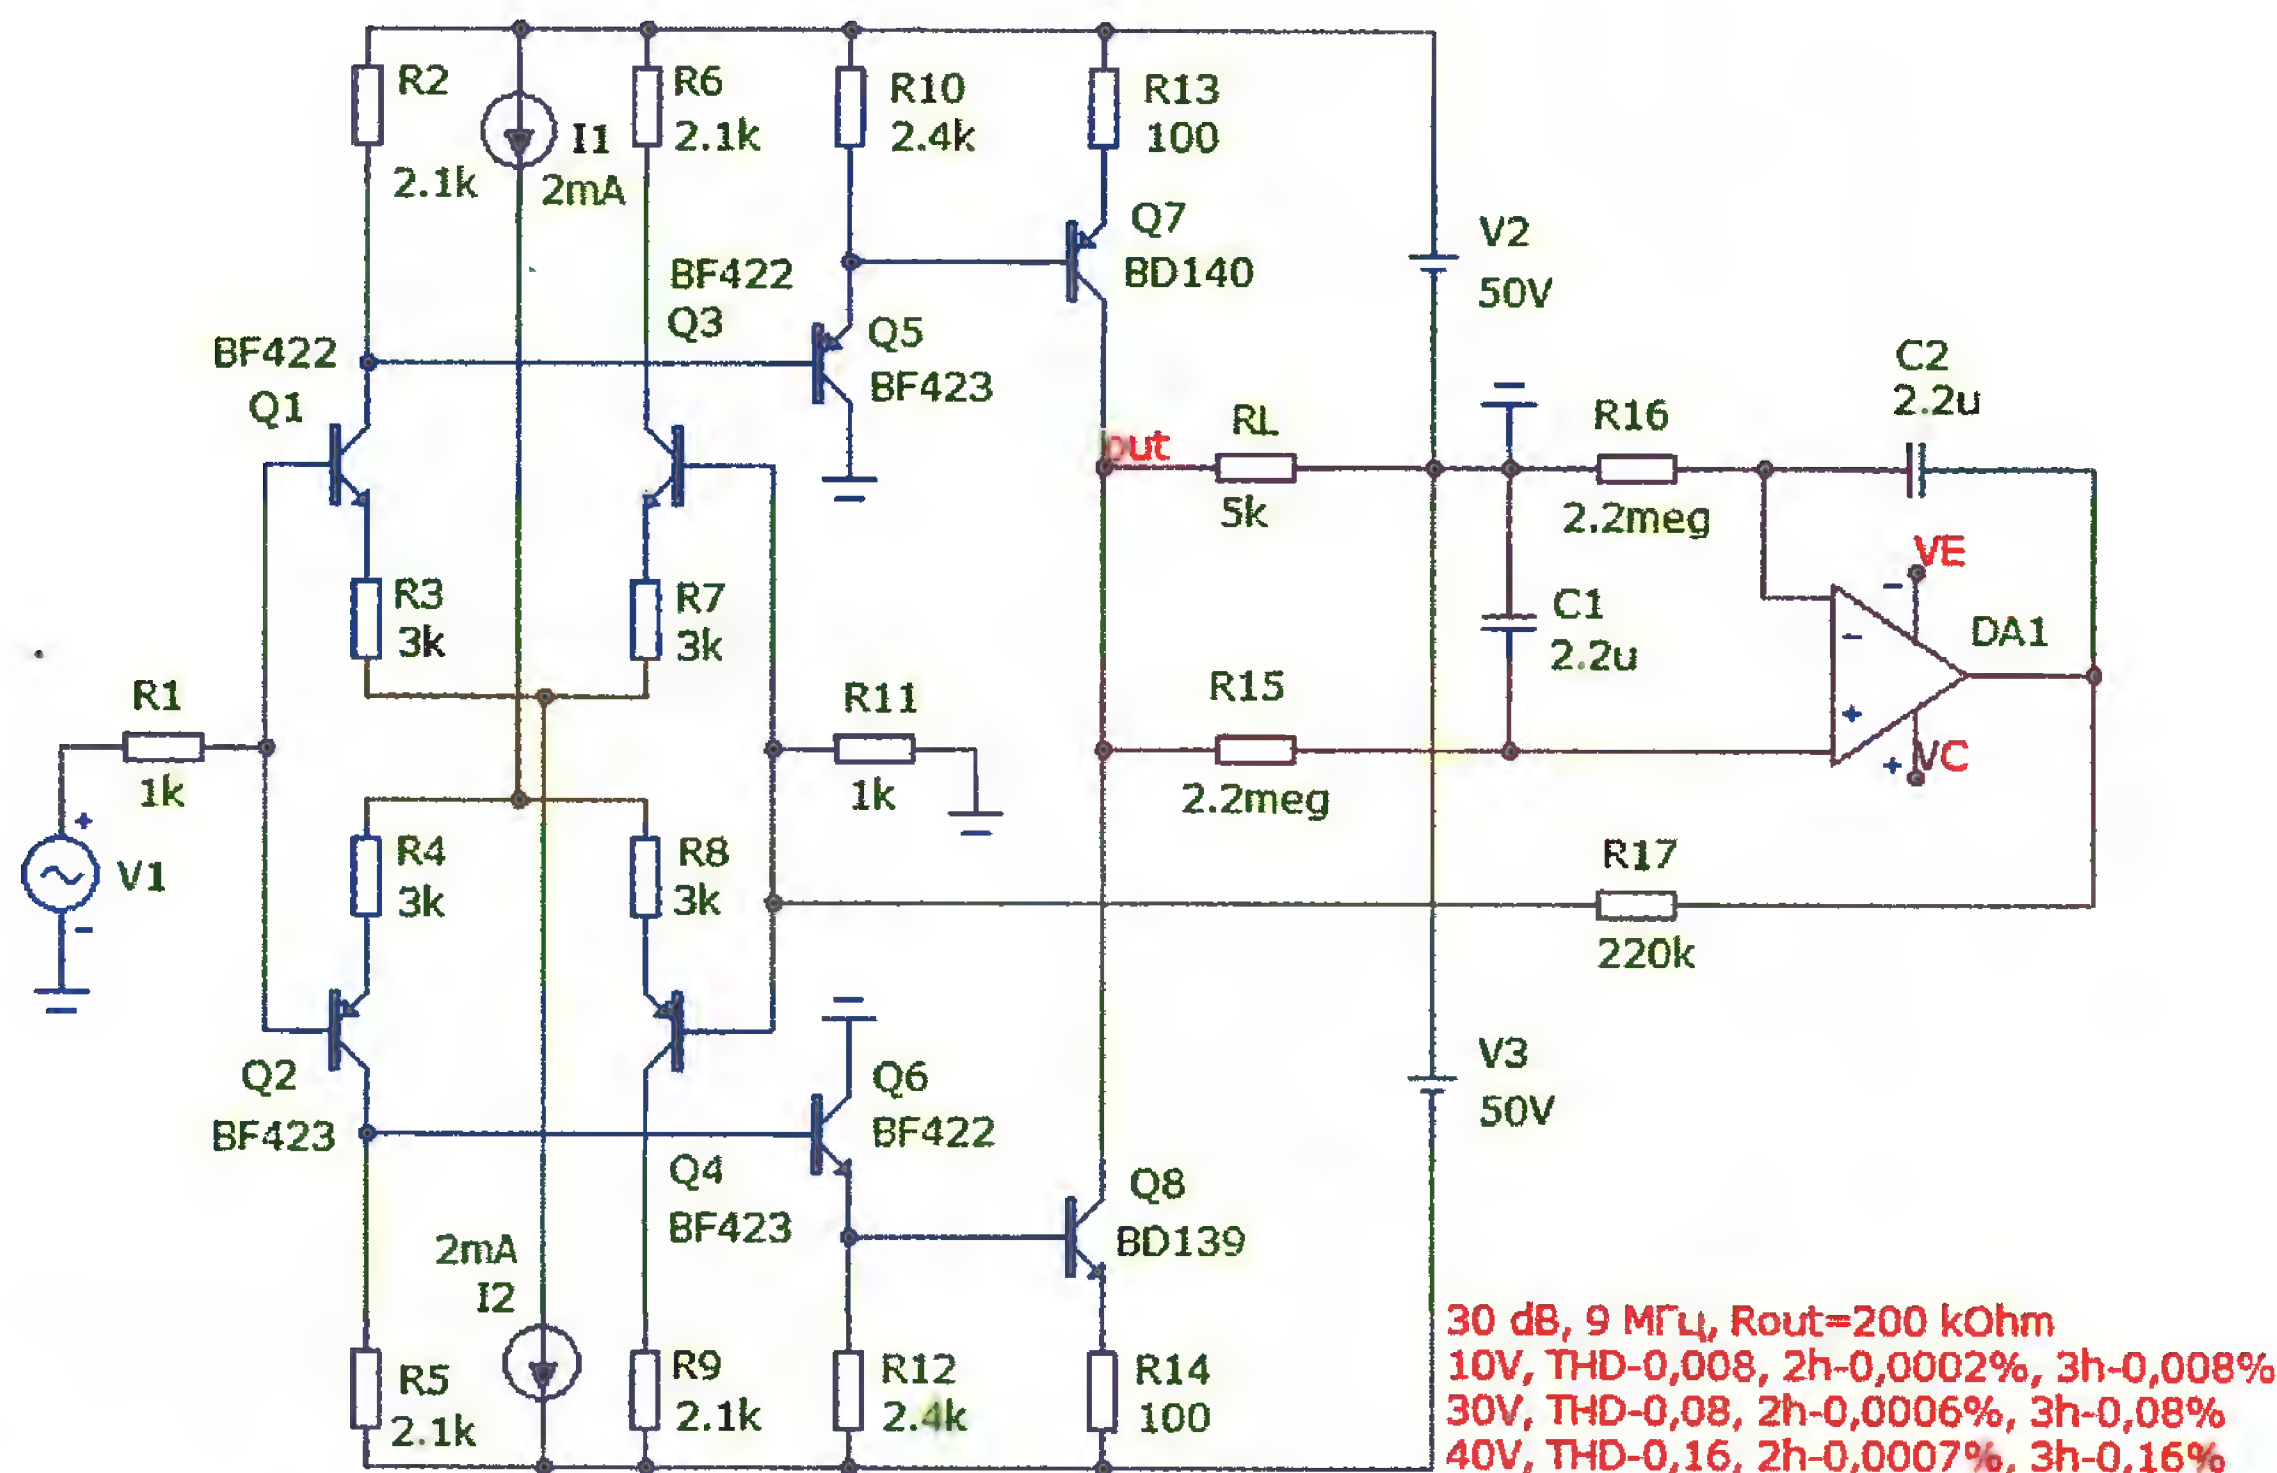 R2
2.1k
I1
2mA
R6
2.1k
R10
2.4k
R13
100
Q7
BD140
V2
50V
BF422
Q3
BF422
Q1
Q5
BF423
out
RL
5k
R16
2.2meg
C2
2.2u
VE
R3
3k
R7
3k
C1
2.2u
-
+
DA1
-
+
VC
R1
1k
R11
1k
R15
2.2meg
+
V1
-
R4
3k
R8
3k
R17
220k
Q2
BF423
Q4
BF423
Q6
BF422
Q8
BD139
V3
50V
2mA
I2
R5
2.1k
R9
2.1k
R12
2.4k
R14
100
30 dB, 9 МГц, Rout=200 kOhm
10V, THD-0,008, 2h-0,0002%, 3h-0,008%
30V, THD-0,08, 2h-0,0006%, 3h-0,08%
40V, THD-0,16, 2h-0,0007%, 3h-0,16%